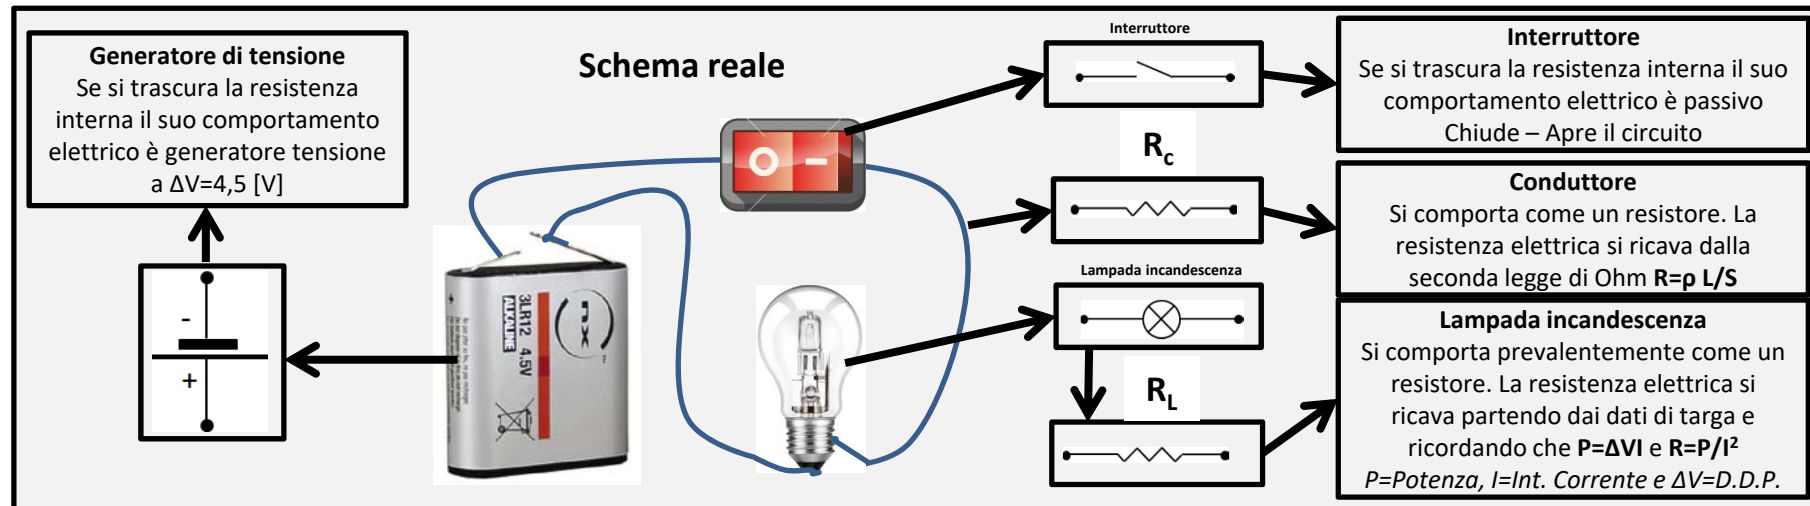 Generatore di tensione
Se si trascura la resistenza
interna il suo comportamento
elettrico è generatore tensione
a ΔV=4,5 [V]
-
+
Schema reale
3LR12 4.5V
ALKALINE
nx
Interruttore
Rc
Lampada incandescenza
RL
Interruttore
Se si trascura la resistenza interna il suo
comportamento elettrico è passivo
Chiude – Apre il circuito
Conduttore
Si comporta come un resistore. La
resistenza elettrica si ricava dalla
seconda legge di Ohm R=ρ L/S
Lampada incandescenza
Si comporta prevalentemente come un
resistore. La resistenza elettrica si
ricava partendo dai dati di targa e
ricordando che P=ΔVI e R=P/I²
P=Potenza, I=Int. Corrente e ΔV=D.D.P.